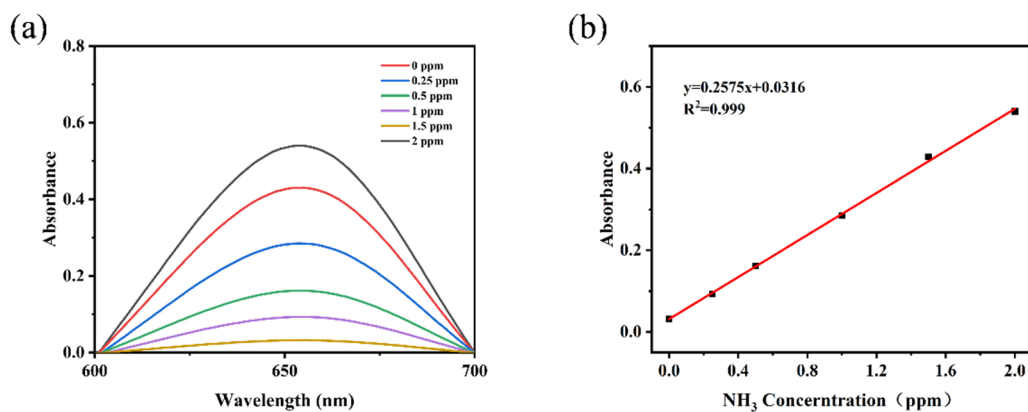 (a)
0.8
0.6
0.4
0.2
0.0
600
650
700
Absorbance
Wavelength (nm)
0 ppm
0.25 ppm
0.5 ppm
1 ppm
1.5 ppm
2 ppm
(b)
y=0.2575x+0.0316
R²=0.999
0.6
0.4
0.2
0.0
0.0
0.4
0.8
1.2
1.6
2.0
Absorbance
NH₃ Concerntration（ppm）